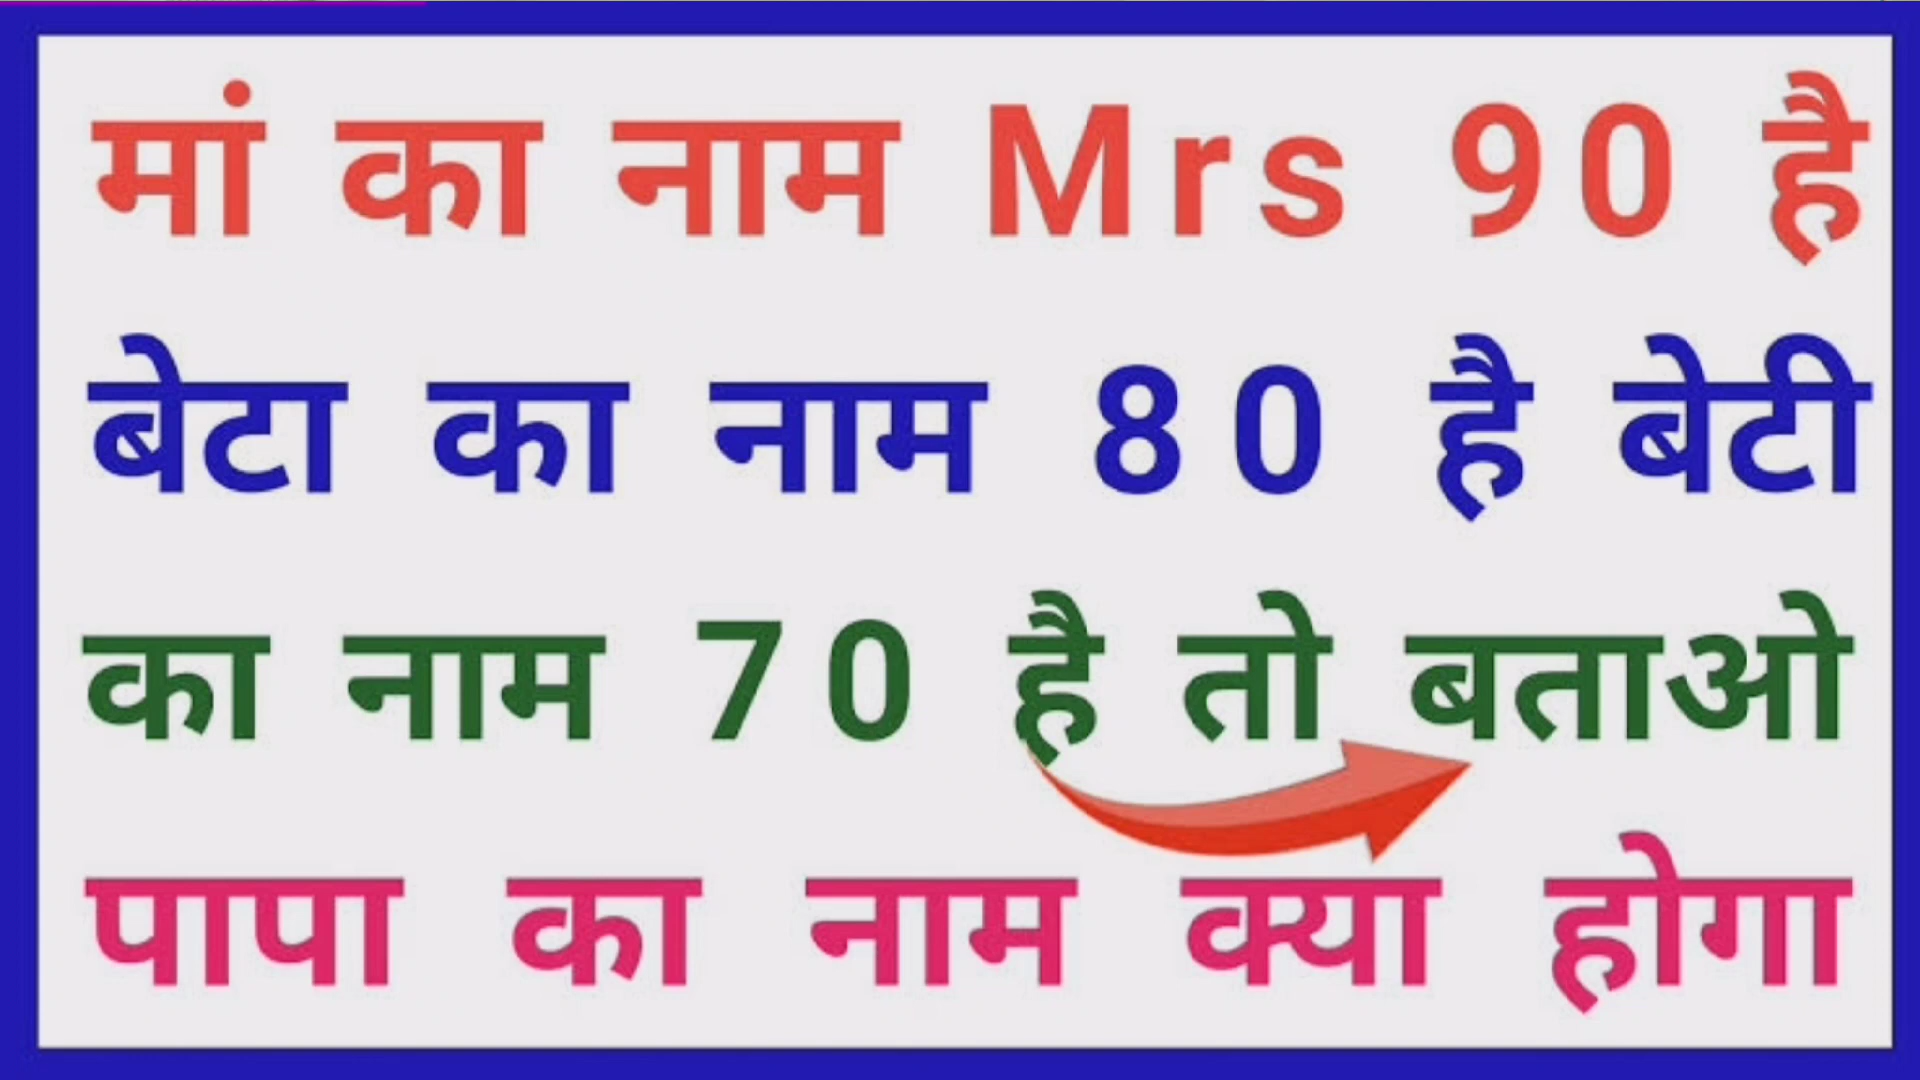 मां का नाम Mrs 90 है
बेटा का नाम 80 है बेटी
का नाम 70 है तो बताओ
पापा का नाम क्या होगा